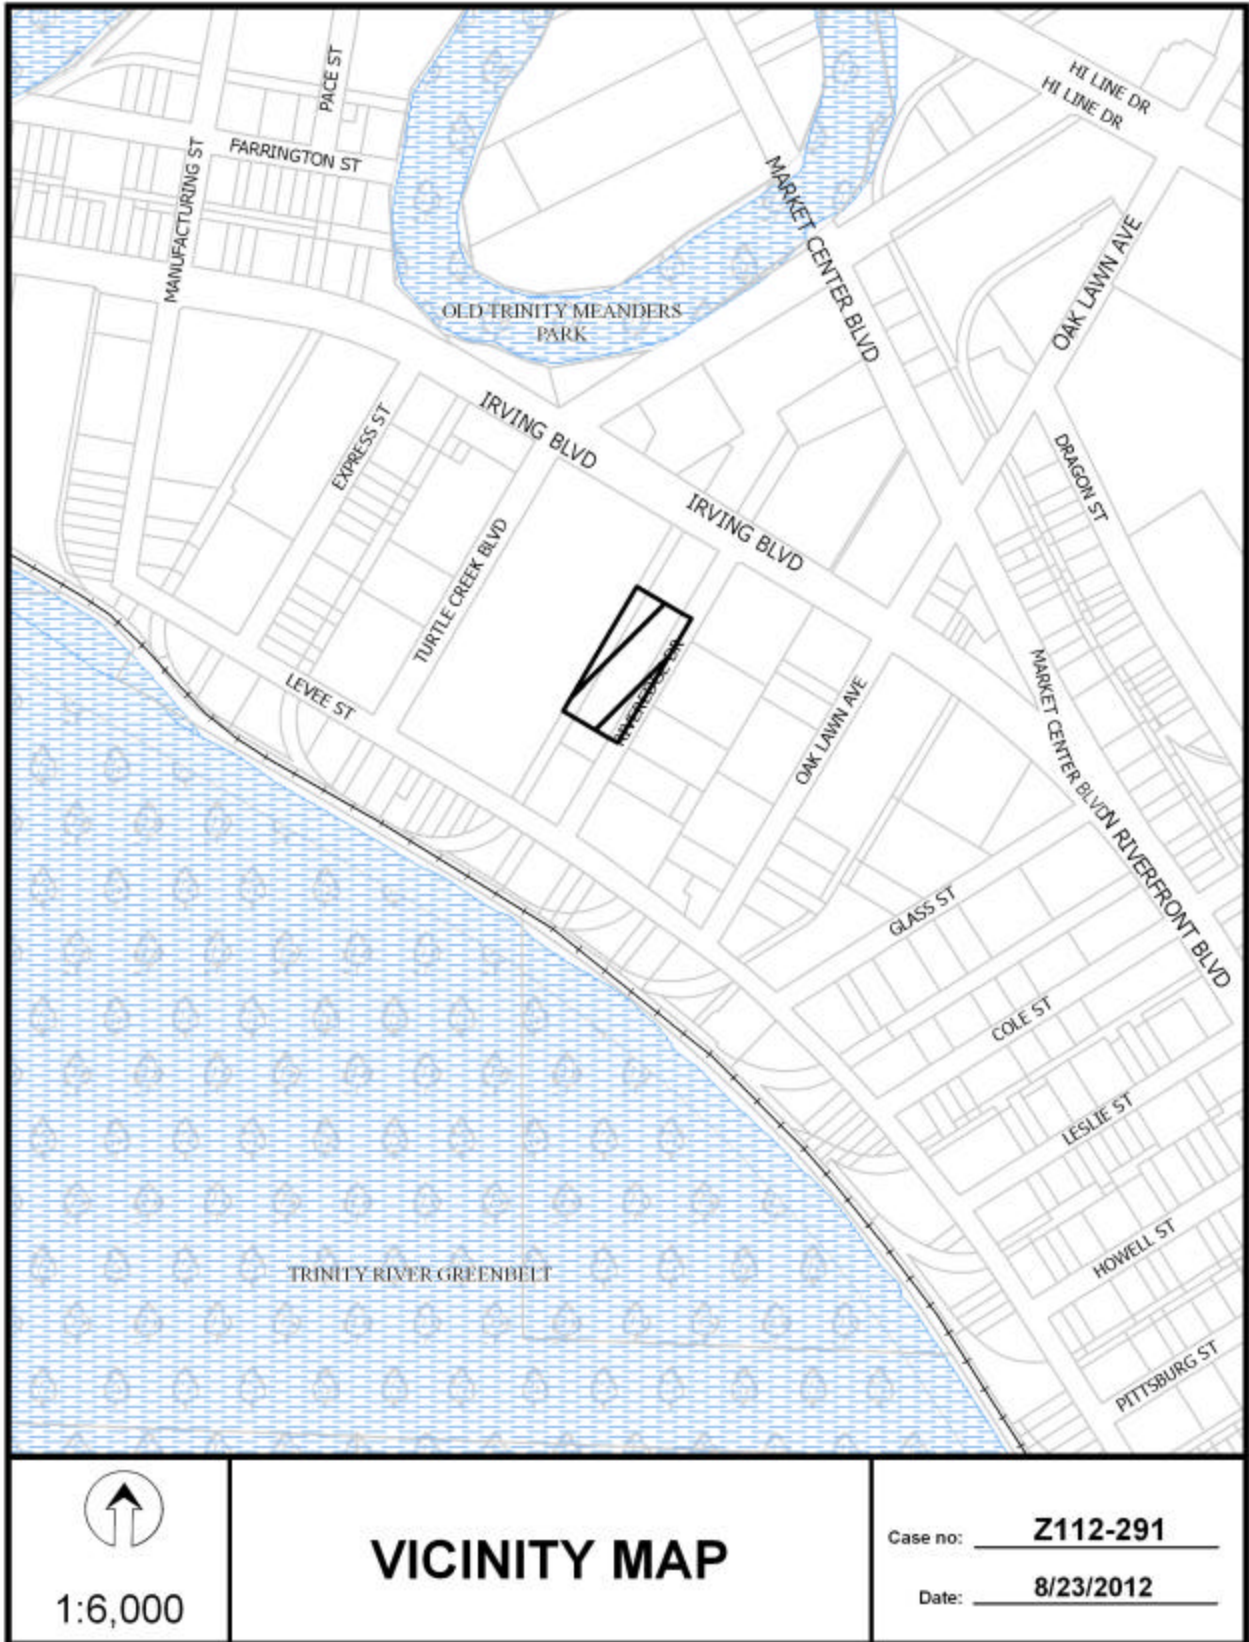 HI LINE DR
HI LINE DR
PACE ST
FARRINGTON ST
MANUFACTURING ST
MARKET CENTER BLVD
OAK LAWN AVE
OLD TRINITY MEANDERS
PARK
IRVING BLVD
EXPRESS ST
DRAGON ST
IRVING BLVD
TURTLE CREEK BLVD
LEVEE ST
OAK LAWN AVE
MARKET CENTER BLVD
N RIVERFRONT BLVD
GLASS ST
COLE ST
LESLIE ST
HOWELL ST
TRINITY RIVER GREENBELT
PITTSBURG ST
1:6,000
VICINITY MAP
Case no: Z112-291
Date: 8/23/2012